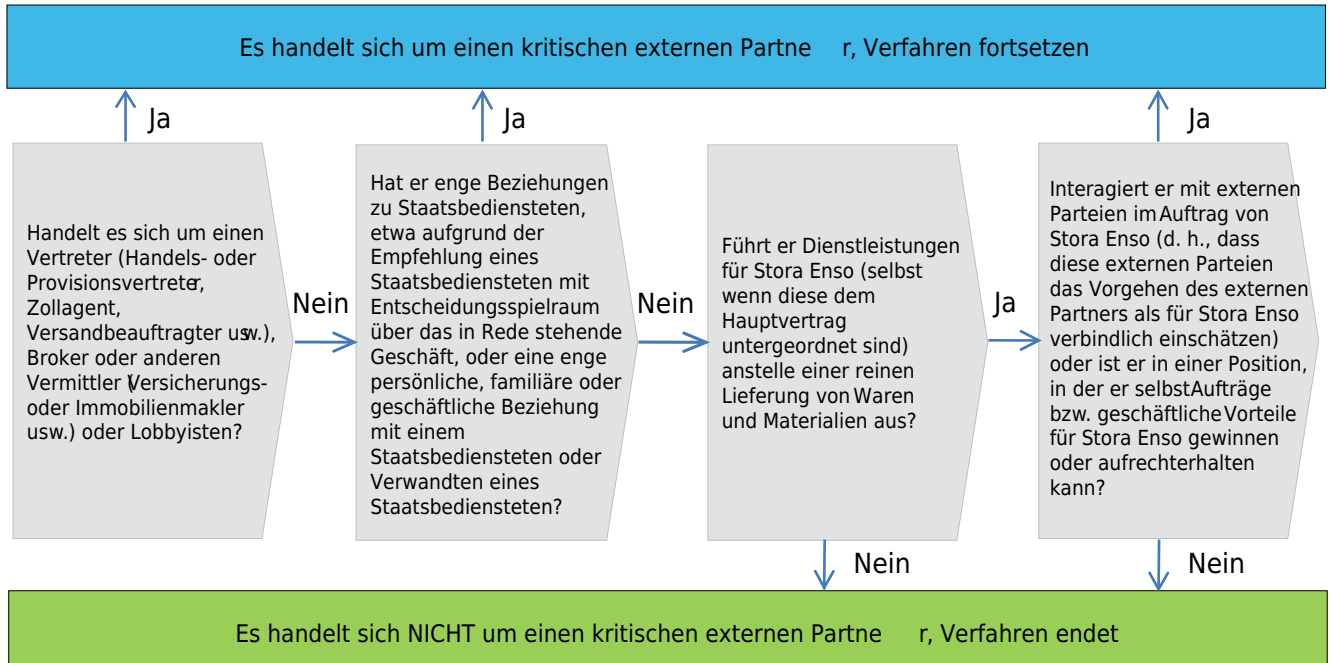 Es handelt sich um einen kritischen externen Partne r, Verfahren fortsetzen
Ja
Ja
Ja
Handelt es sich um einen
Vertreter (Handels- oder
Provisionsvertreter,
Zollagent,
Versandbeauftragter usw.),
Broker oder anderen
Vermittler (Versicherungs-
oder Immobilienmakler
usw.) oder Lobbyisten?
Nein
Hat er enge Beziehungen
zu Staatsbediensteten,
etwa aufgrund der
Empfehlung eines
Staatsbediensteten mit
Entscheidungsspielraum
über das in Rede stehende
Geschäft, oder eine enge
persönliche, familiäre oder
geschäftliche Beziehung
mit einem
Staatsbediensteten oder
Verwandten eines
Staatsbediensteten?
Nein
Führt er Dienstleistungen
für Stora Enso (selbst
wenn diese dem
Hauptvertrag
untergeordnet sind)
anstelle einer reinen
Lieferung von Waren
und Materialien aus?
Ja
Interagiert er mit externen
Parteien im Auftrag von
Stora Enso (d. h., dass
diese externen Parteien
das Vorgehen des externen
Partners als für Stora Enso
verbindlich einschätzen)
oder ist er in einer Position,
in der er selbst Aufträge
bzw. geschäftliche Vorteile
für Stora Enso gewinnen
oder aufrechterhalten
kann?
Nein
Nein
Es handelt sich NICHT um einen kritischen externen Partne r, Verfahren endet